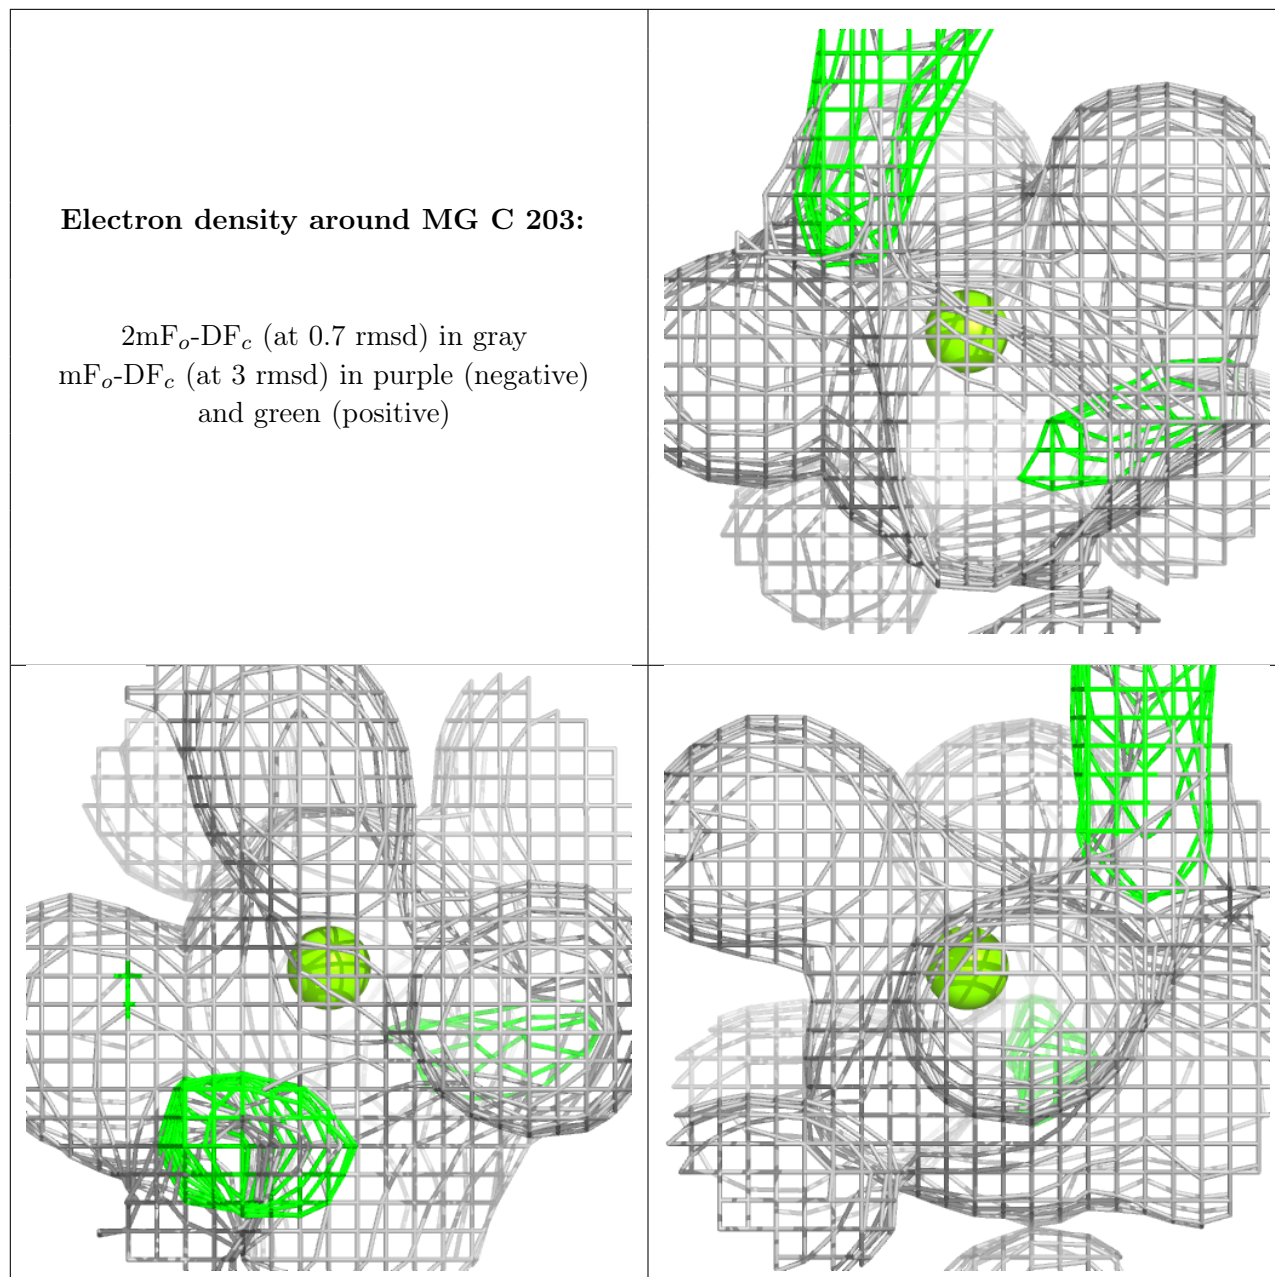 Electron density around MG C 203:
2mFo-DFc (at 0.7 rmsd) in gray
mFo-DFc (at 3 rmsd) in purple (negative)
and green (positive)